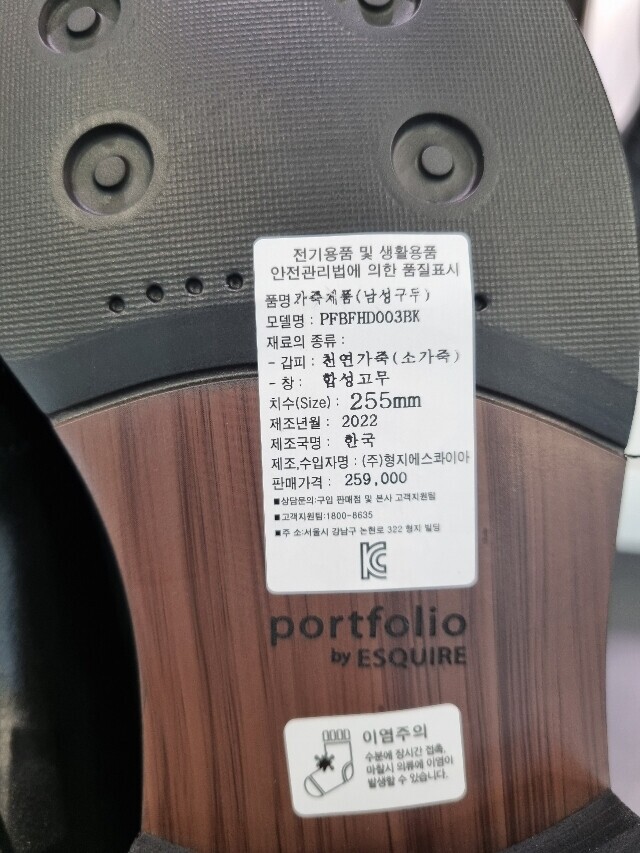 전기용품 및 생활용품
안전관리법에 의한 품질표시
품명 가죽제품(남성구두)
모델명 : PFBFHD003BK
재료의 종류 :
- 갑피 : 천연가죽(소가죽)
- 창 : 합성고무
치수(Size) : 255mm
제조년월 : 2022
제조국명 : 한국
제조,수입자명 : (주)형지에스콰이아
판매가격 : 259,000
■상담문의:구입 판매점 및 본사 고객지원팀
■고객지원팀:1800-8635
■주 소:서울시 강남구 논현로 322 형지 빌딩
KC
portfolio
by ESQUIRE
이염주의
수분에 장시간 접촉,
마찰시 의류에 이염이
발생할 수 있습니다.